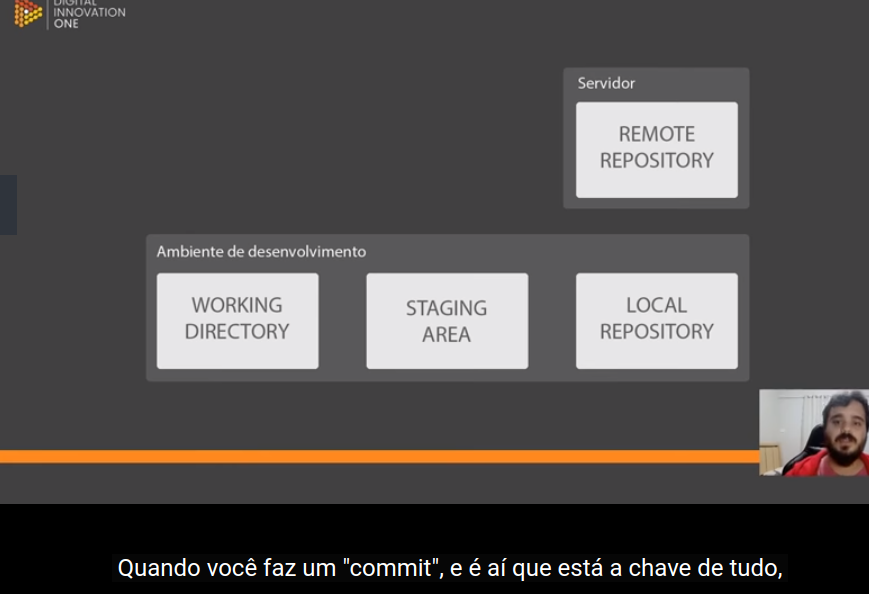 DIGITAL
INNOVATION
ONE
Servidor
REMOTE
REPOSITORY
Ambiente de desenvolvimento
WORKING
DIRECTORY
STAGING
AREA
LOCAL
REPOSITORY
Quando você faz um "commit", e é aí que está a chave de tudo,